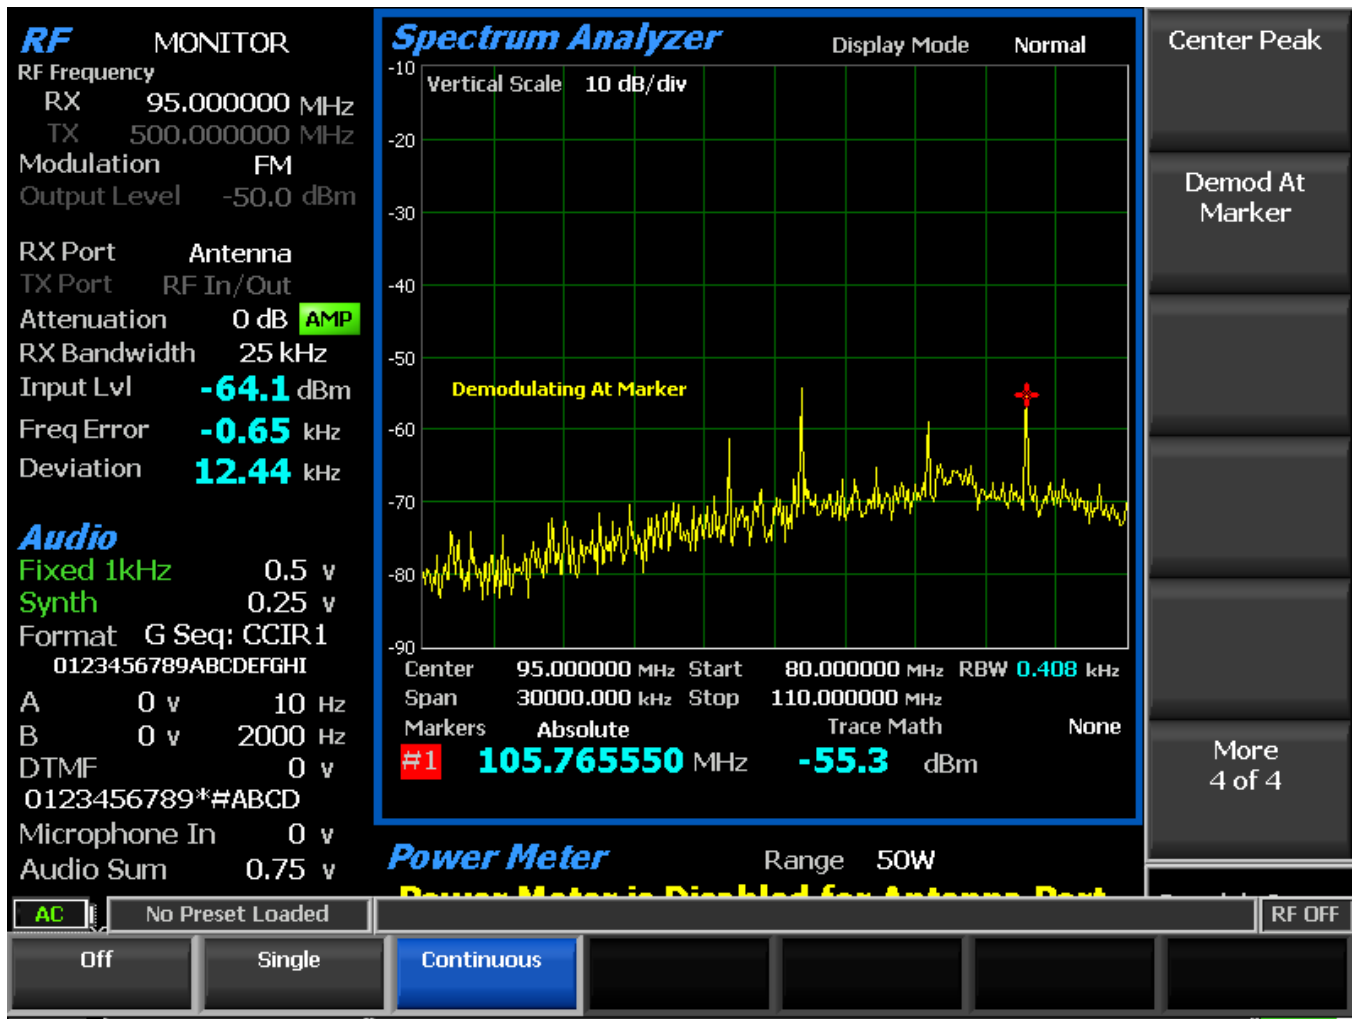 RF MONITOR
RF Frequency
RX 95.000000 MHz
TX 500.000000 MHz
Modulation FM
Output Level -50.0 dBm
RX Port Antenna
TX Port RF In/Out
Attenuation 0 dB AMP
RX Bandwidth 25 kHz
Input Lvl -64.1 dBm
Freq Error -0.65 kHz
Deviation 12.44 kHz
Audio
Fixed 1kHz 0.5 v
Synth 0.25 v
Format G Seq: CCIR1
0123456789ABCDEFGHI
A 0 v 10 Hz
B 0 v 2000 Hz
DTMF 0 v
0123456789*#ABCD
Microphone In 0 v
Audio Sum 0.75 v
Spectrum Analyzer Display Mode Normal
Vertical Scale 10 dB/div
-10
-20
-30
-40
-50
-60
-70
-80
-90
Demodulating At Marker
Center 95.000000 MHz Start 80.000000 MHz RBW 0.408 kHz
Span 30000.000 kHz Stop 110.000000 MHz
Markers Absolute Trace Math None
#1 105.765550 MHz -55.3 dBm
Power Meter Range 50W
Power Meter is Disabled for Antenna Port
Center Peak
Demod At
Marker
More
4 of 4
AC No Preset Loaded RF OFF
Off Single Continuous